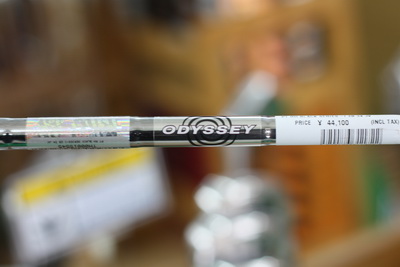 ODYSSEY
PRICE ¥ 44,100 (INCL.TAX)